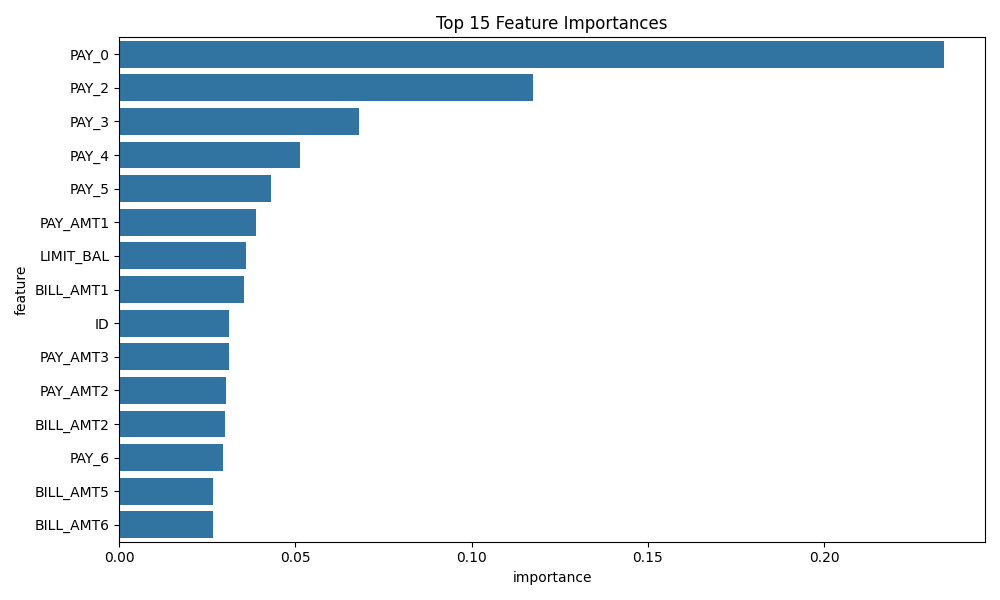 Top 15 Feature Importances
PAY_0
PAY_2
PAY_3
PAY_4
PAY_5
PAY_AMT1
LIMIT_BAL
BILL_AMT1
ID
PAY_AMT3
PAY_AMT2
BILL_AMT2
PAY_6
BILL_AMT5
BILL_AMT6
feature
0.00 0.05 0.10 0.15 0.20
importance